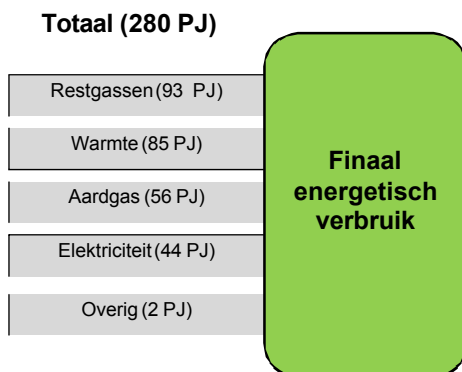 Totaal (280 PJ)
Restgassen (93 PJ)
Warmte (85 PJ)
Aardgas (56 PJ)
Elektriciteit (44 PJ)
Overig (2 PJ)
Finaal
energetisch
verbruik